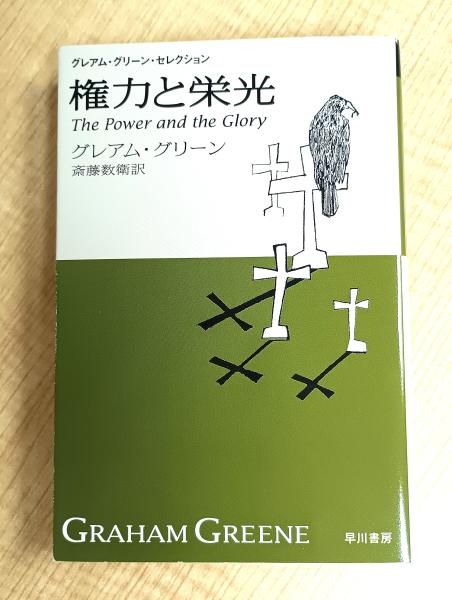 グレアム・グリーン・セレクション
権力と栄光
The Power and the Glory
グレアム・グリーン
斎藤数衛訳
GRAHAM GREENE
早川書房